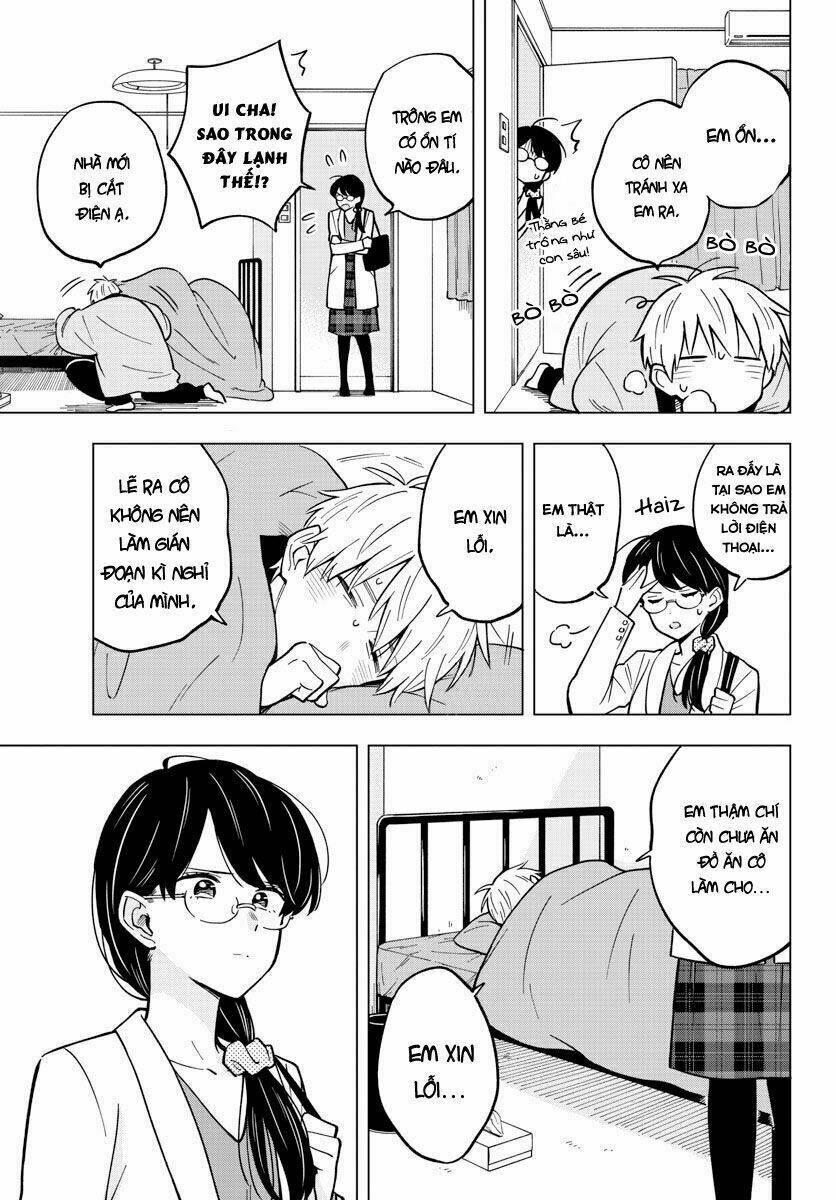 EM ỔN...
CÔ NÊN
TRÁNH XA
EM RA.
Thằng bé
trông như
con sâu!
BÒ BÒ
BÒ BÒ
TRÔNG EM
CÓ ỔN TÍ
NÀO ĐÂU.
UI CHA!
SAO TRONG
ĐÂY LẠNH
THẾ!?
NHÀ MỚI
BỊ CẮT
ĐIỆN Ạ.
RA ĐẤY LÀ
TẠI SAO EM
KHÔNG TRẢ
LỜI ĐIỆN
THOẠI...
Haiz
EM THẬT
LÀ...
EM XIN
LỖI.
LẼ RA CÔ
KHÔNG NÊN
LÀM GIÁN
ĐOẠN KÌ NGHỈ
CỦA MÌNH.
EM THẬM CHÍ
CÒN CHƯA ĂN
ĐỒ ĂN CÔ
LÀM CHO...
EM XIN
LỖI...